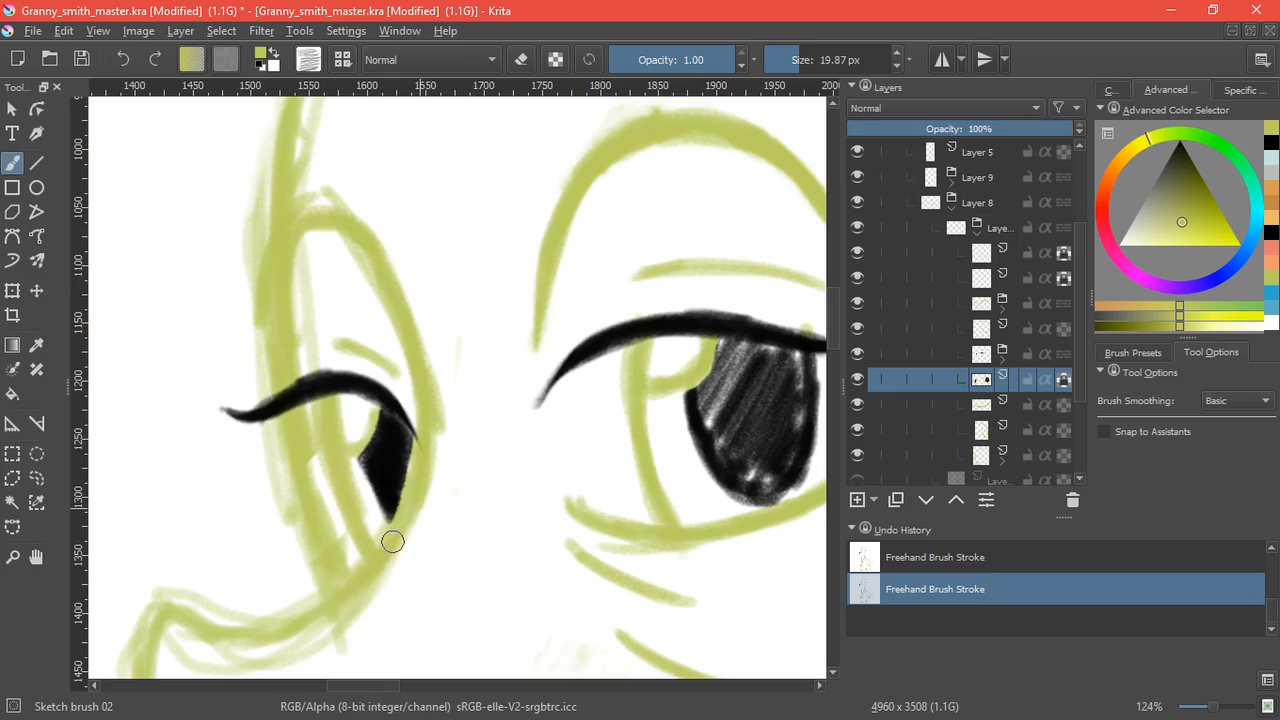 Granny_smith_master.kra [Modified] (1.1G) * - [Granny_smith_master.kra [Modified] (1.1G)] - Krita
File Edit View Image Layer Select Filter Tools Settings Window Help
Normal Opacity: 1.00 Size: 19.87 px
Tool... Layers C... Advanced ... Specific ...
1400 1450 1500 1550 1600 1650 1700 1750 1800 1850 1900 1950 2000
Normal Advanced Color Selector
Opacity: 100%
Layer 5
Layer 9
Layer 8
Laye...
Brush Presets Tool Options
Tool Options
Brush Smoothing: Basic
Snap to Assistants
Laye...
Undo History
Freehand Brush Stroke
Freehand Brush Stroke
1000
1050
1100
1150
1200
1250
1300
1350
1400
1450
Sketch brush 02 RGB/Alpha (8-bit integer/channel) sRGB-elle-V2-srgbtrc.icc 4960 x 3508 (1.1G) 124%